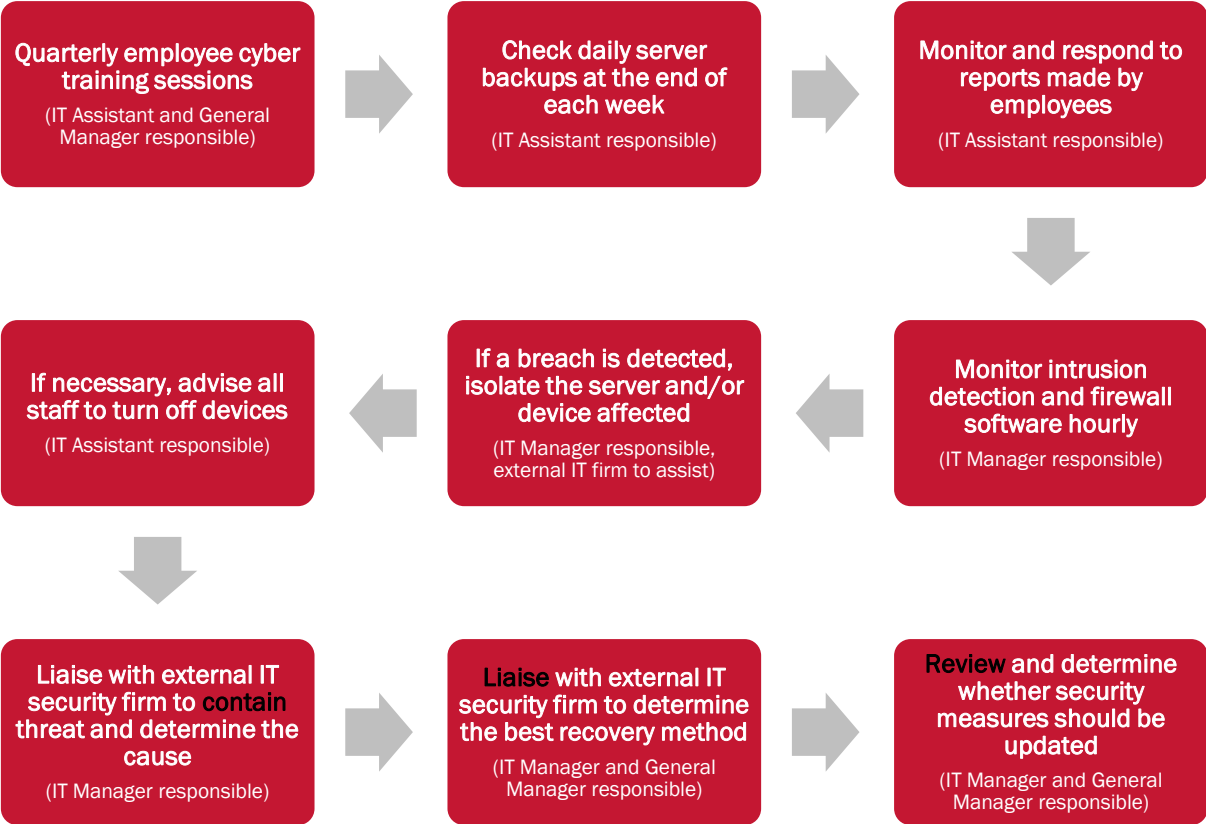 Quarterly employee cyber
training sessions
(IT Assistant and General
Manager responsible)
Check daily server
backups at the end of
each week
(IT Assistant responsible)
Monitor and respond to
reports made by
employees
(IT Assistant responsible)
Monitor intrusion
detection and firewall
software hourly
(IT Manager responsible)
If a breach is detected,
isolate the server and/or
device affected
(IT Manager responsible,
external IT firm to assist)
If necessary, advise all
staff to turn off devices
(IT Assistant responsible)
Liaise with external IT
security firm to contain
threat and determine the
cause
(IT Manager responsible)
Liaise with external IT
security firm to determine
the best recovery method
(IT Manager and General
Manager responsible)
Review and determine
whether security
measures should be
updated
(IT Manager and General
Manager responsible)